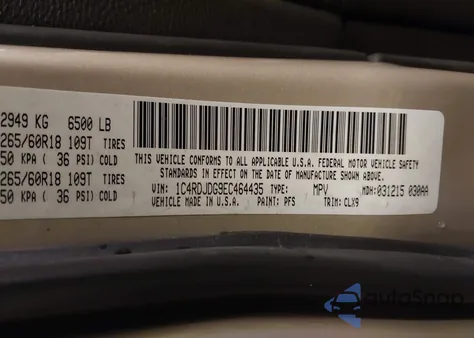 2949 KG 6500 LB
265/60R18 109T TIRES
50 KPA ( 36 PSI) COLD
265/60R18 109T TIRES
50 KPA ( 36 PSI) COLD
THIS VEHICLE CONFORMS TO ALL APPLICABLE U.S.A. FEDERAL MOTOR VEHICLE SAFETY
STANDARDS IN EFFECT ON THE DATE OF MANUFACTURE SHOWN ABOVE.
VIN: 1C4RDJDG9EC464435 TYPE: MPV MDH: 031215 030AA
VEHICLE MADE IN U.S.A. PAINT: PFS TRIM: CLX9
autoSnap